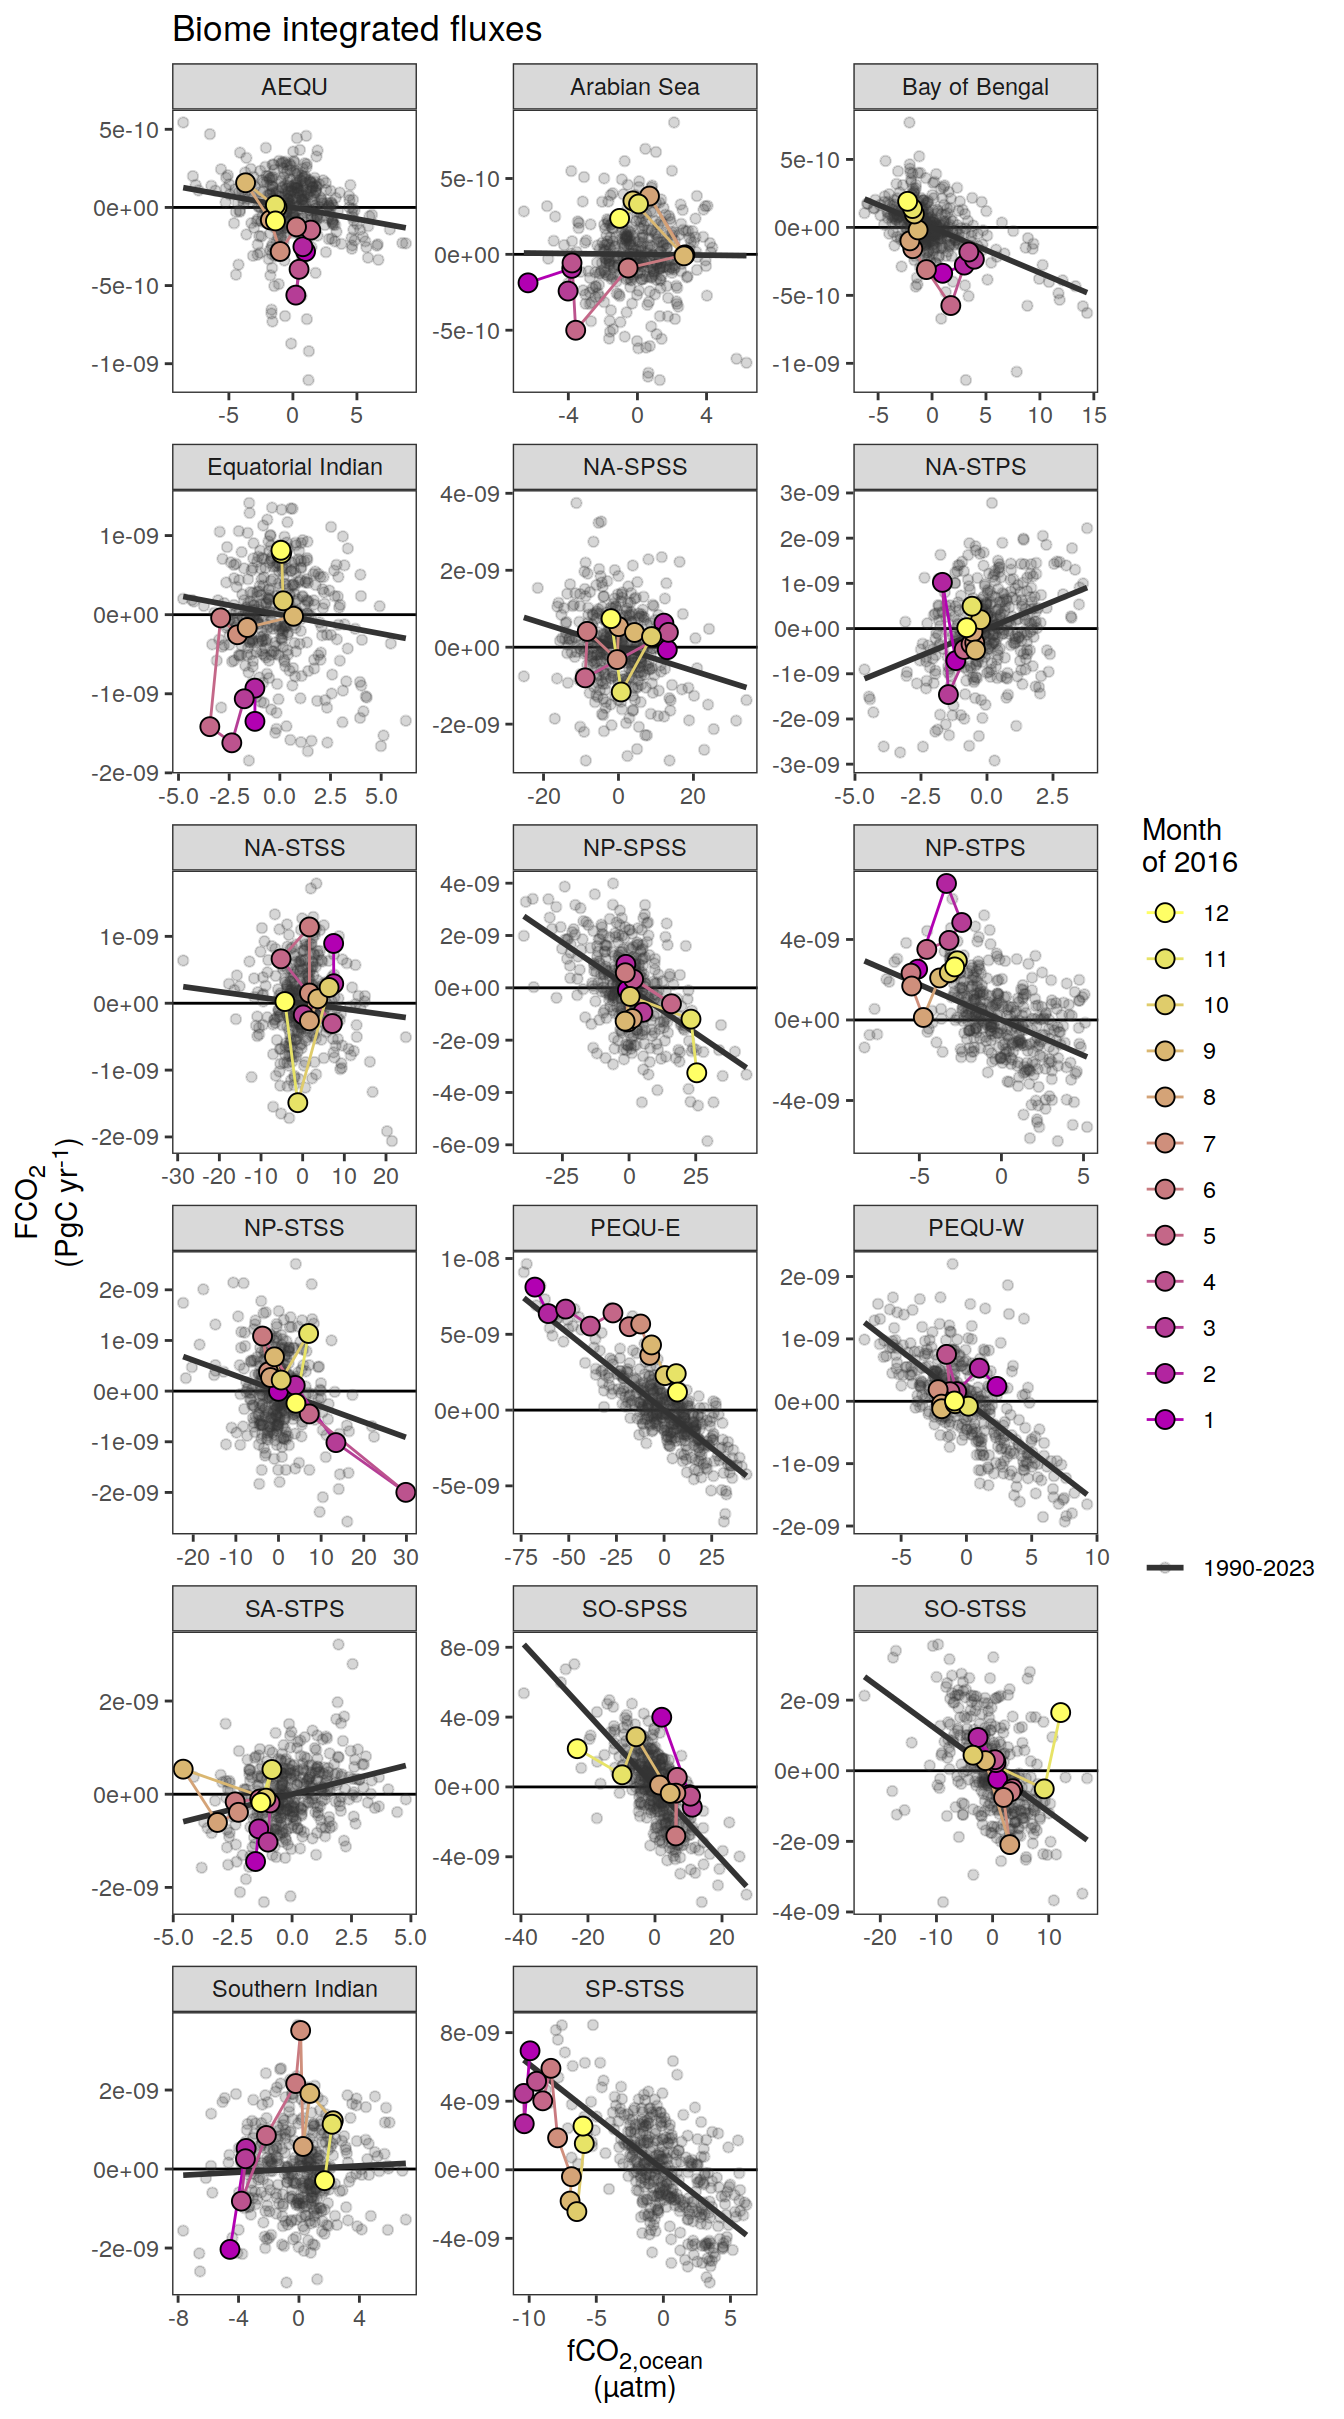 Biome integrated fluxes
AEQU Arabian Sea Bay of Bengal
5e-10
0e+00
-5e-10
-1e-09
-5 0 5
5e-10
0e+00
-5e-10
-4 0 4
5e-10
0e+00
-5e-10
-1e-09
-5 0 5 10 15
Equatorial Indian NA-SPSS NA-STPS
1e-09
0e+00
-1e-09
-2e-09
-5.0 -2.5 0.0 2.5 5.0
4e-09
2e-09
0e+00
-2e-09
-20 0 20
3e-09
2e-09
1e-09
0e+00
-1e-09
-2e-09
-3e-09
-5.0 -2.5 0.0 2.5
NA-STSS NP-SPSS NP-STPS
1e-09
0e+00
-1e-09
-2e-09
-30 -20 -10 0 10 20
4e-09
2e-09
0e+00
-2e-09
-4e-09
-6e-09
-25 0 25
4e-09
0e+00
-4e-09
-5 0 5
NP-STSS PEQU-E PEQU-W
2e-09
1e-09
0e+00
-1e-09
-2e-09
-20 -10 0 10 20 30
1e-08
5e-09
0e+00
-5e-09
-75 -50 -25 0 25
2e-09
1e-09
0e+00
-1e-09
-2e-09
-5 0 5 10
SA-STPS SO-SPSS SO-STSS
2e-09
0e+00
-2e-09
-5.0 -2.5 0.0 2.5 5.0
8e-09
4e-09
0e+00
-4e-09
-40 -20 0 20
2e-09
0e+00
-2e-09
-4e-09
-20 -10 0 10
Southern Indian SP-STSS
2e-09
0e+00
-2e-09
-8 -4 0 4
8e-09
4e-09
0e+00
-4e-09
-10 -5 0 5
FCO2
(PgC yr-1)
fCO2,ocean
(µatm)
Month
of 2016
12
11
10
9
8
7
6
5
4
3
2
1
1990-2023